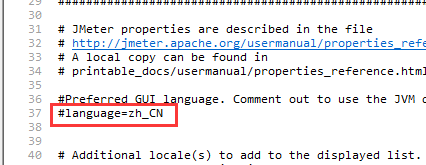 29 ##########
30
31 # JMeter properties are described in the file
32 # http://jmeter.apache.org/usermanual/properties_refe
33 # A local copy can be found in
34 # printable_docs/usermanual/properties_reference.html
35
36 #Preferred GUI language. Comment out to use the JVM
37 #language=zh_CN
38
39
40 # Additional locale(s) to add to the displayed list.